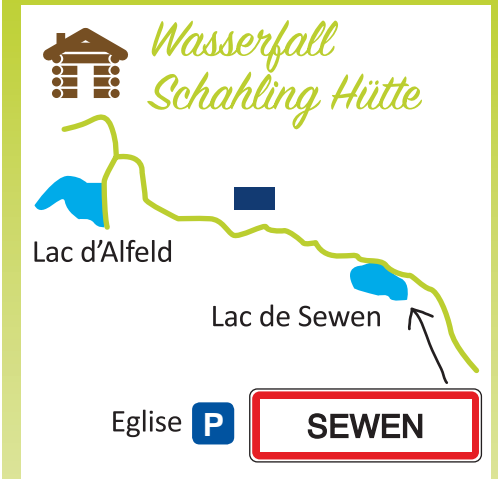 Wasserfall
Schahling Hütte
Lac d'Alfeld
Lac de Sewen
Eglise P
SEWEN